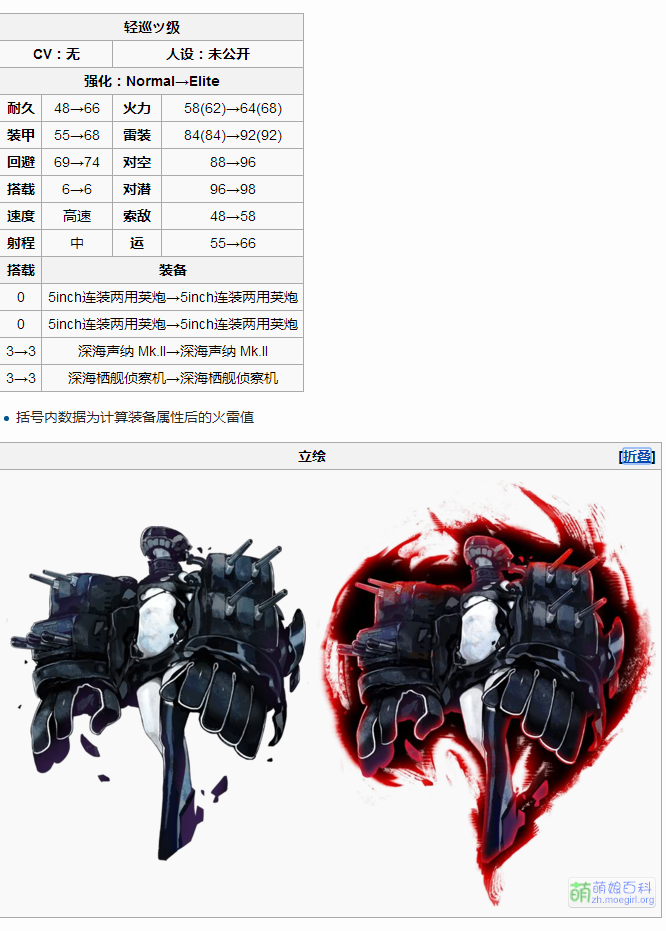 轻巡ツ级
CV：无 人设：未公开
强化：Normal→Elite
耐久 48→66 火力 58(62)→64(68)
装甲 55→68 雷装 84(84)→92(92)
回避 69→74 对空 88→96
搭载 6→6 对潜 96→98
速度 高速 索敌 48→58
射程 中 运 55→66
搭载 装备
0 5inch连装两用英炮→5inch连装两用英炮
0 5inch连装两用英炮→5inch连装两用英炮
3→3 深海声纳 Mk.II→深海声纳 Mk.II
3→3 深海栖舰侦察机→深海栖舰侦察机
• 括号内数据为计算装备属性后的火雷值
立绘 [折叠]
萌娘百科
zh.moegirl.org